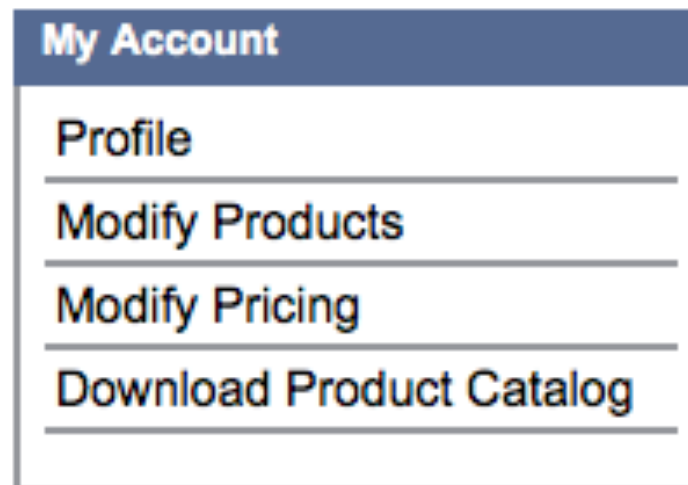 My Account
Profile
Modify Products
Modify Pricing
Download Product Catalog